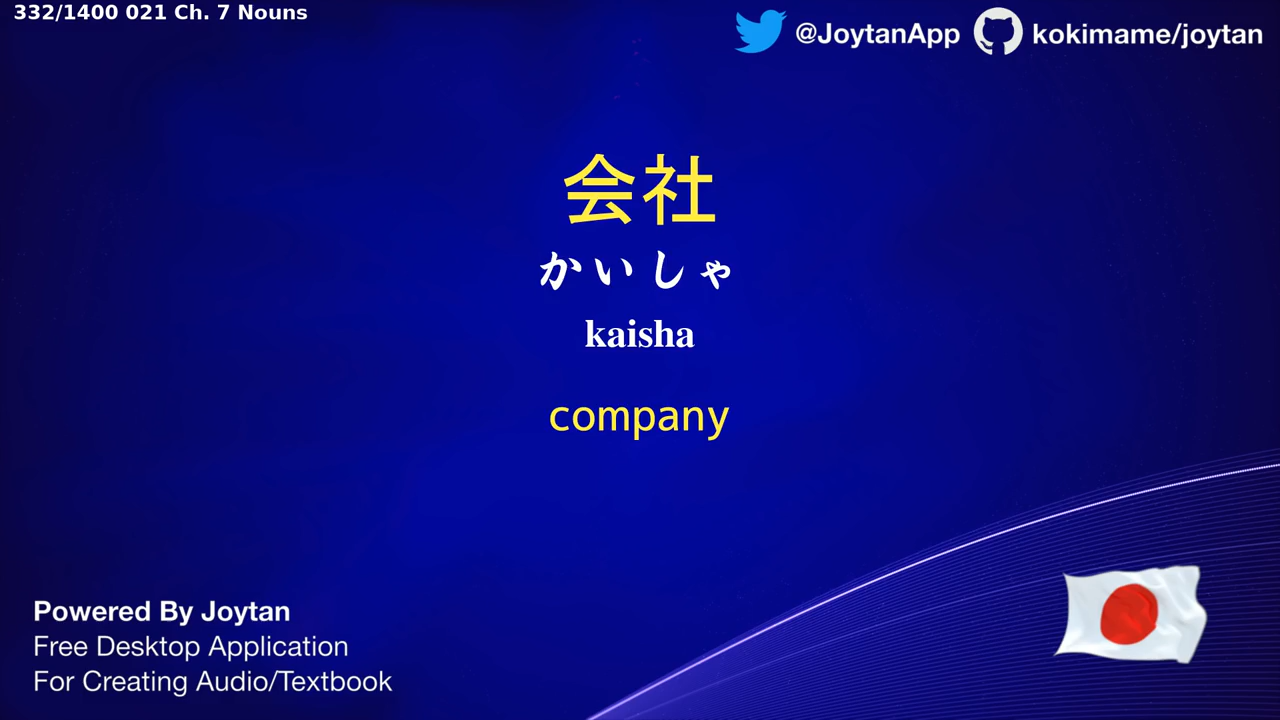 332/1400 021 Ch. 7 Nouns
@JoytanApp kokimame/joytan
会社
かいしゃ
kaisha
company
Powered By Joytan
Free Desktop Application
For Creating Audio/Textbook